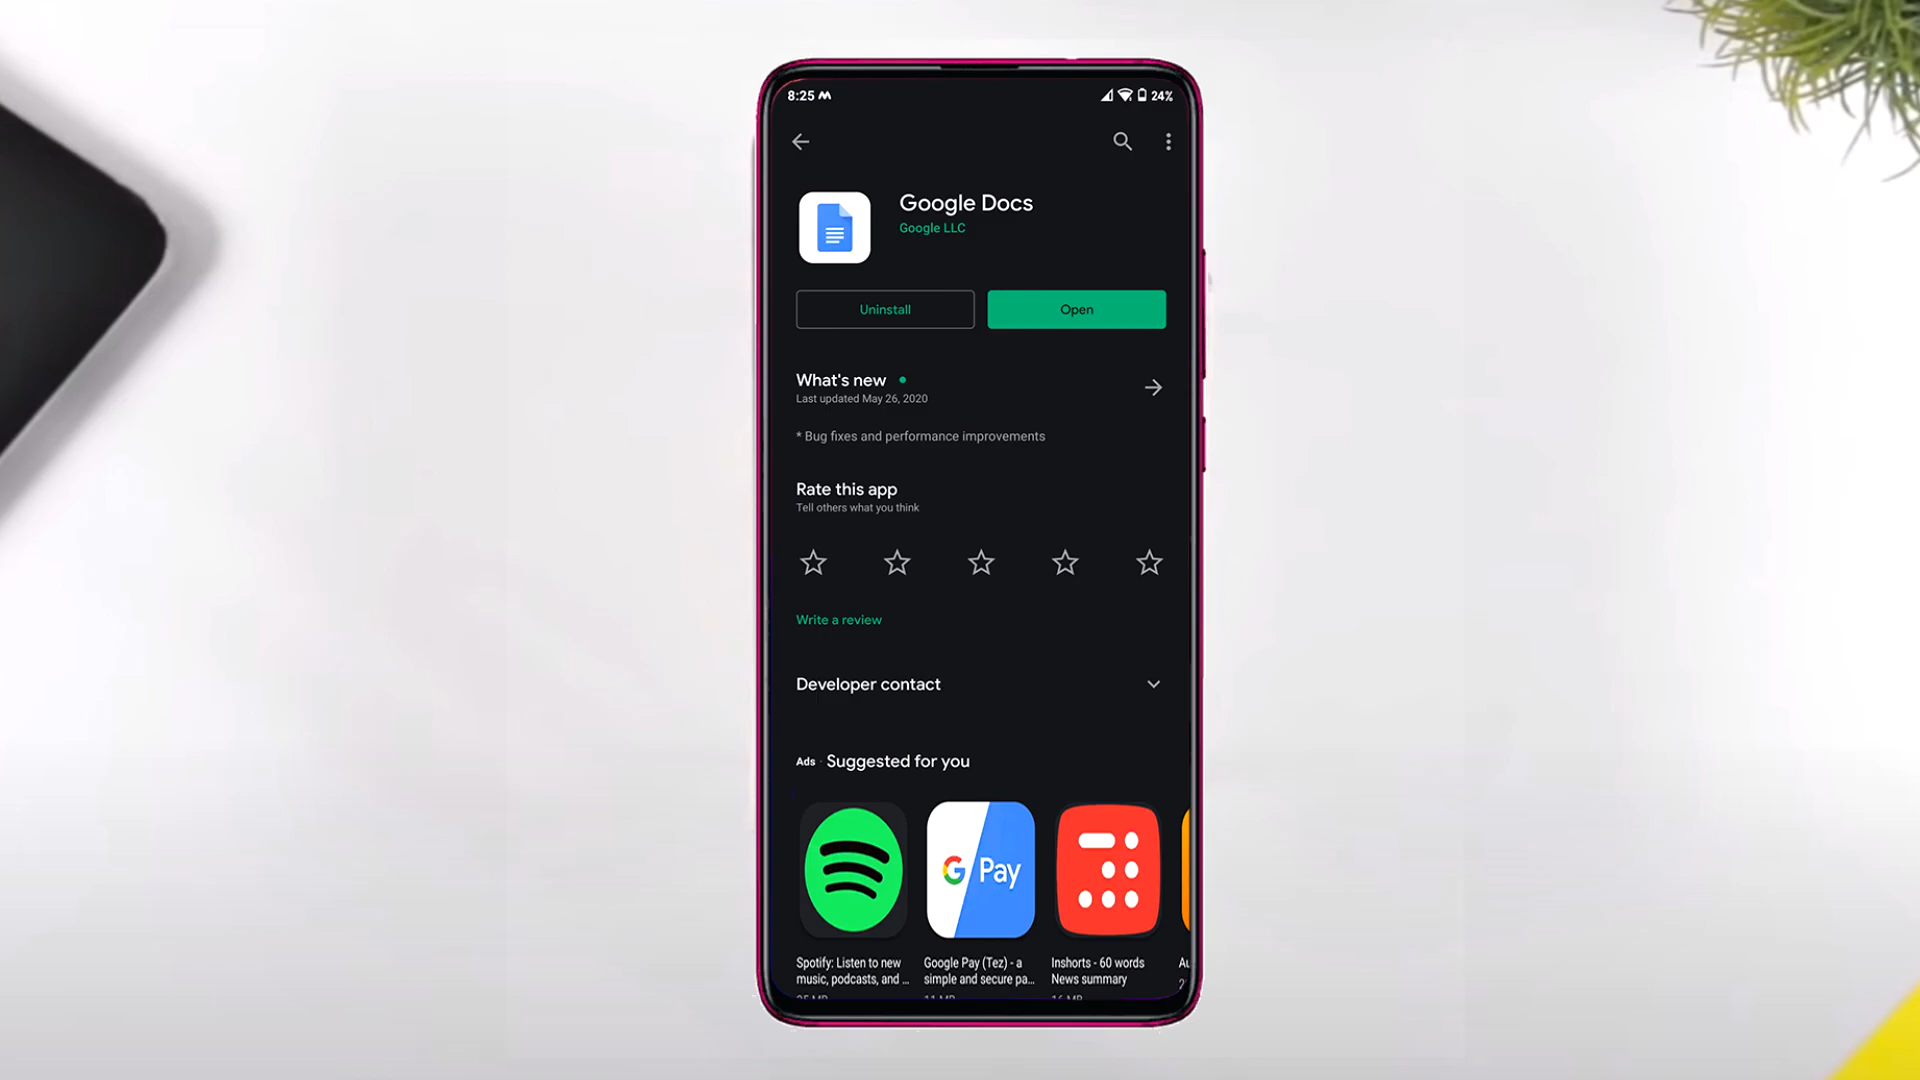 8:25
24%
Google Docs
Google LLC
Uninstall
Open
What's new
Last updated May 26, 2020
* Bug fixes and performance improvements
Rate this app
Tell others what you think
Write a review
Developer contact
Ads · Suggested for you
G Pay
Spotify: Listen to new
music, podcasts, and ...
Google Pay (Tez) - a
simple and secure pa...
Inshorts - 60 words
News summary